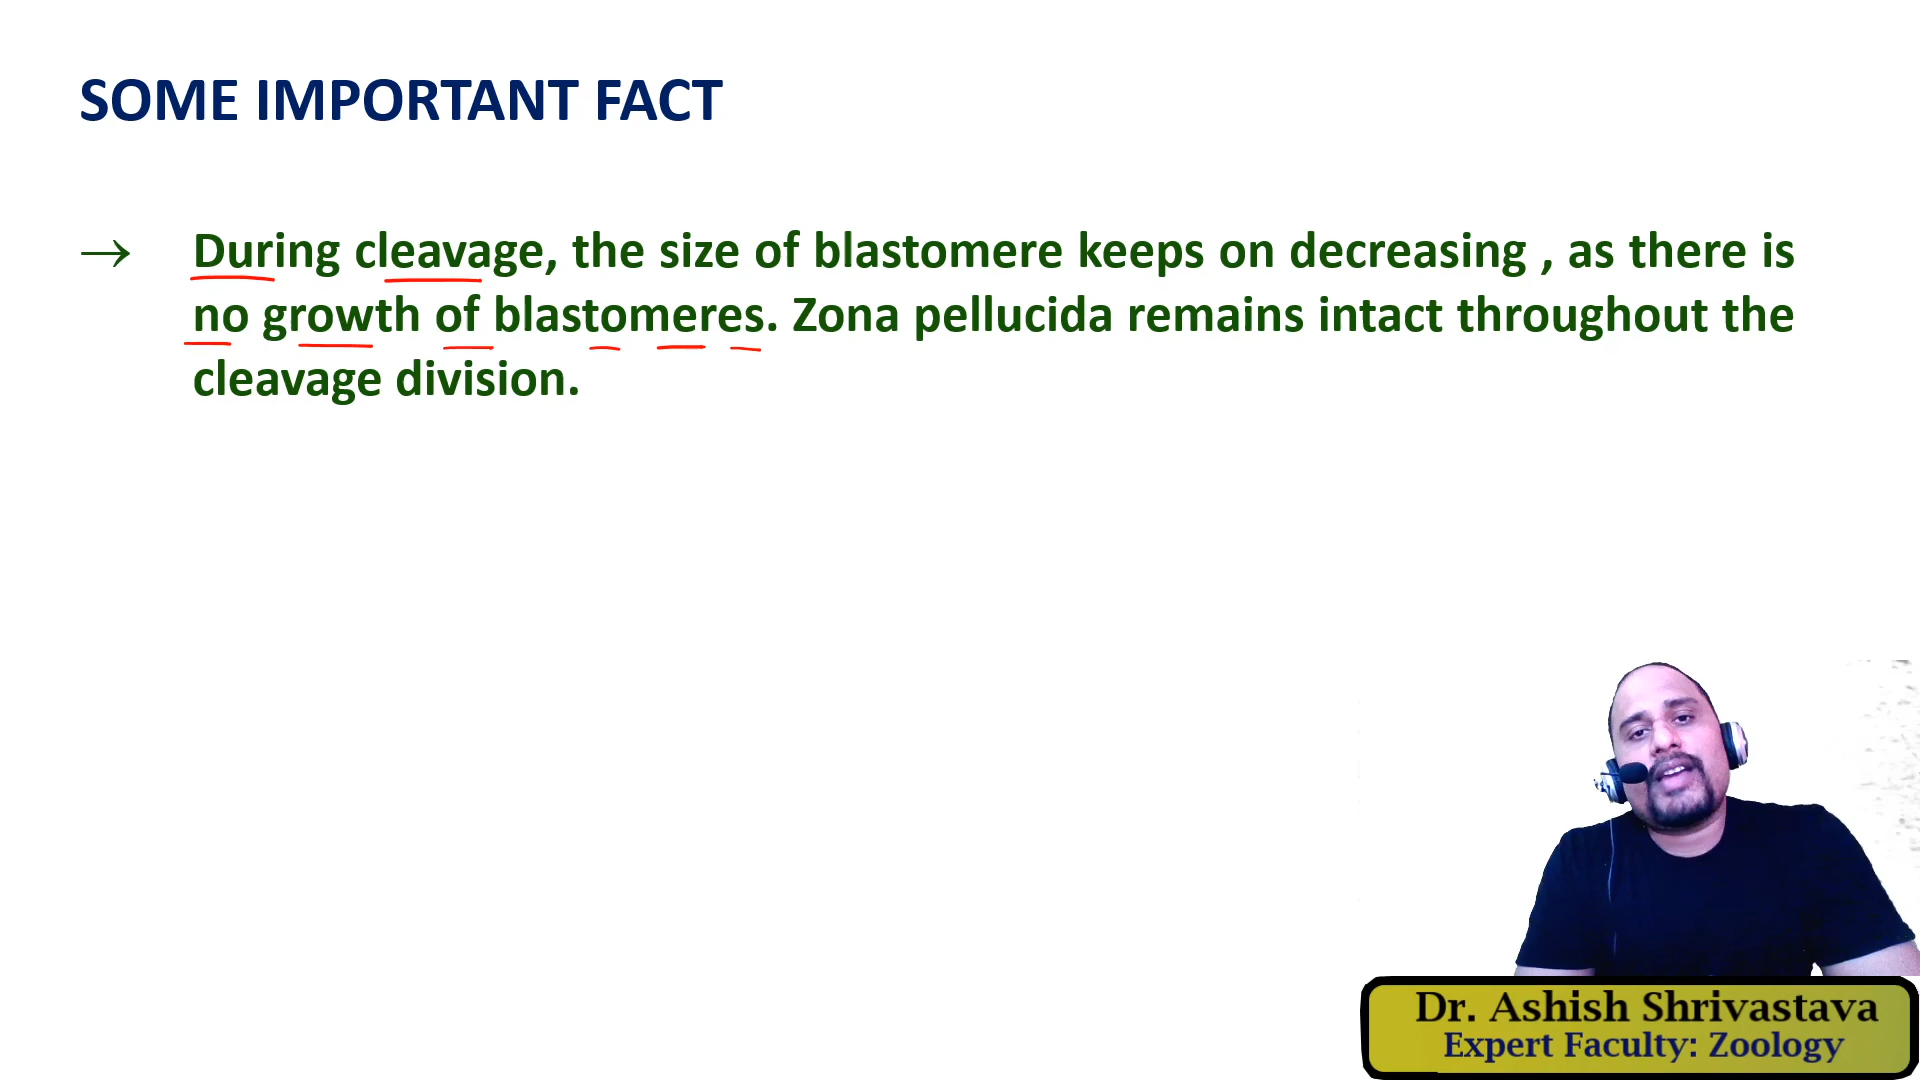 SOME IMPORTANT FACT
→ During cleavage, the size of blastomere keeps on decreasing , as there is
no growth of blastomeres. Zona pellucida remains intact throughout the
cleavage division.
Dr. Ashish Shrivastava
Expert Faculty: Zoology